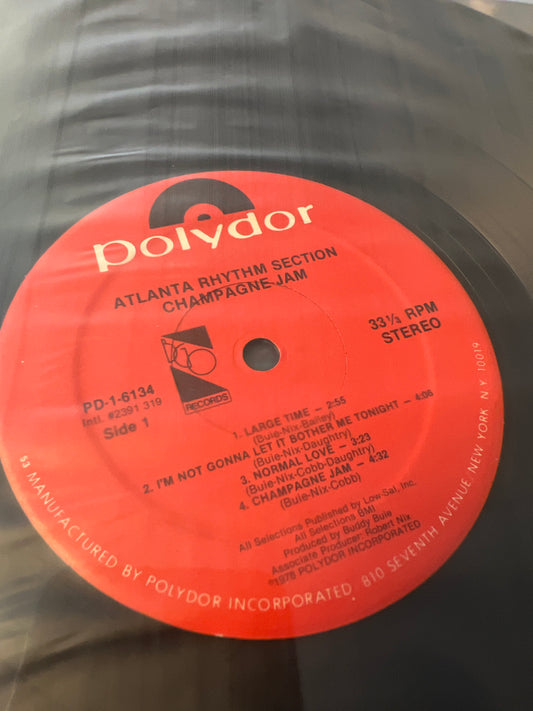 polydor
ATLANTA RHYTHM SECTION
CHAMPAGNE JAM
33⅓ RPM
STEREO
RECORDS
PD-1-6134
Intl. #2391 319
Side 1
1. LARGE TIME — 2:55
(Buie-Nix-Bailey)
2. I'M NOT GONNA LET IT BOTHER ME TONIGHT — 4:06
(Buie-Nix-Daughtry)
3. NORMAL LOVE — 3:23
(Buie-Nix-Cobb-Daughtry)
4. CHAMPAGNE JAM — 4:32
(Buie-Nix-Cobb)
All Selections Published by Low-Sal, Inc.
All Selections BMI
Produced by Buddy Buie
Associate Producer: Robert Nix
℗1978 POLYDOR INCORPORATED
53 MANUFACTURED BY POLYDOR INCORPORATED, 810 SEVENTH AVENUE, NEW YORK, N.Y. 10019